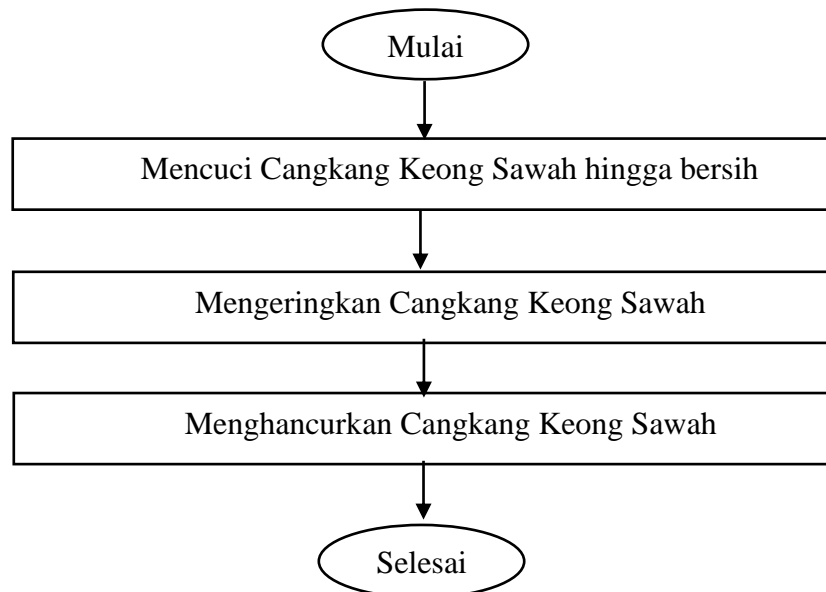 Mulai
Mencuci Cangkang Keong Sawah hingga bersih
Mengeringkan Cangkang Keong Sawah
Menghancurkan Cangkang Keong Sawah
Selesai